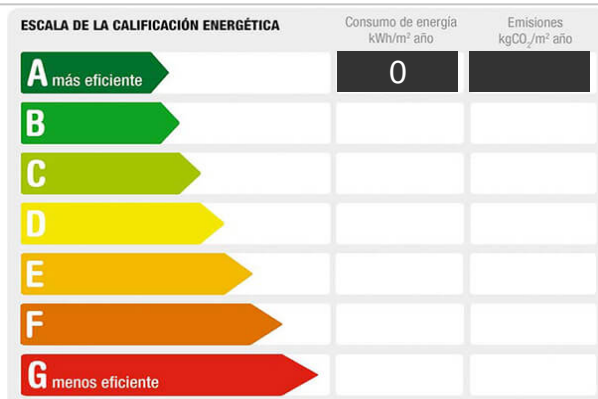 ESCALA DE LA CALIFICACIÓN ENERGÉTICA
Consumo de energía
kWh/m² año
Emisiones
kgCO₂/m² año
A más eficiente
0
B
C
D
E
F
G menos eficiente